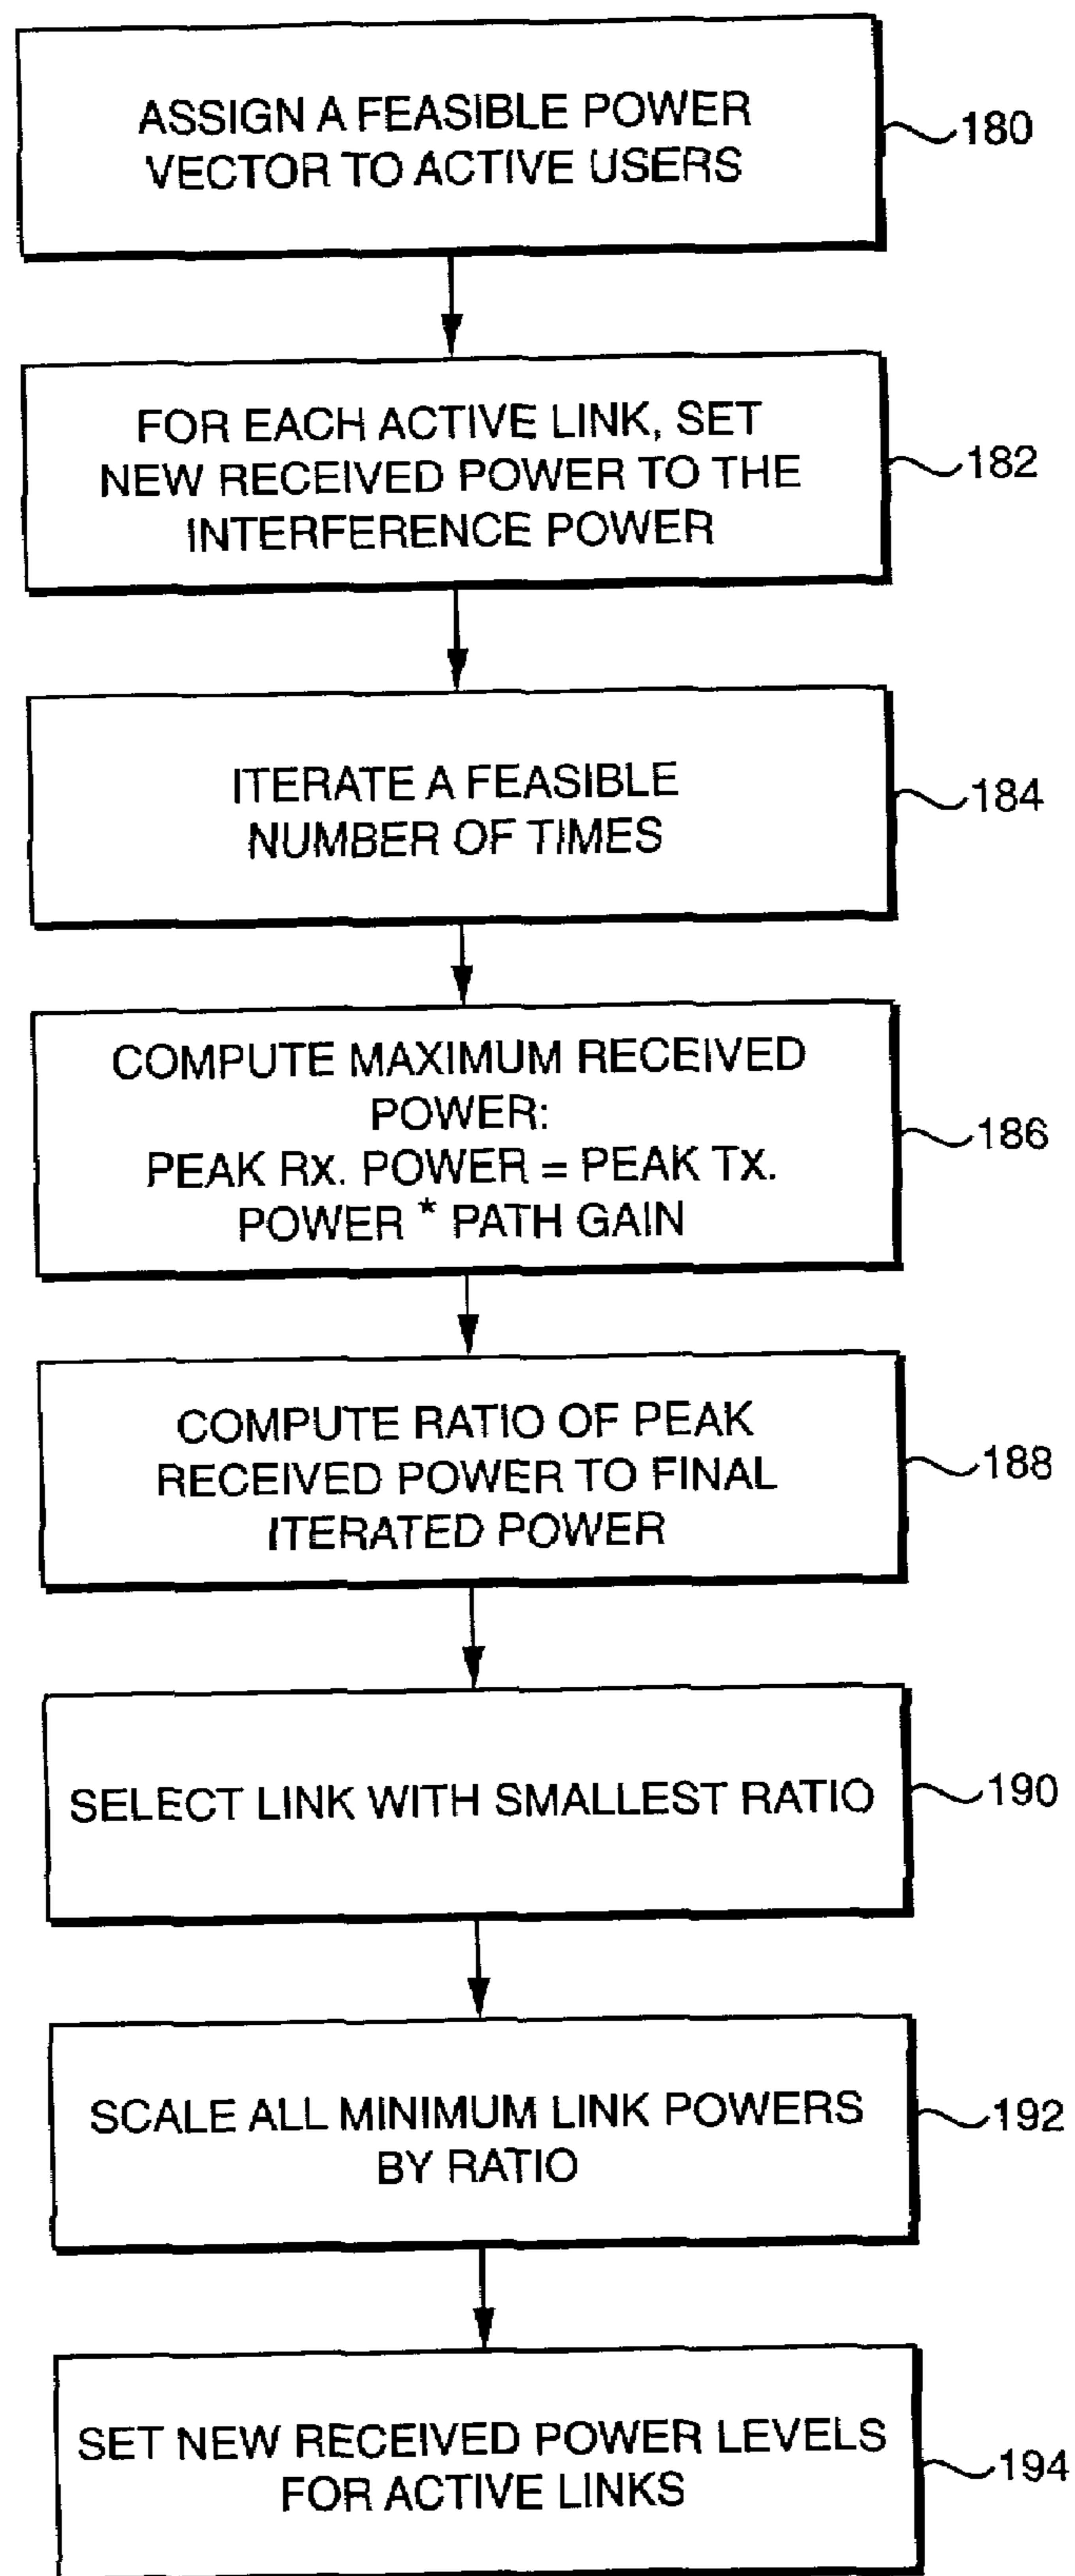 ASSIGN A FEASIBLE POWER
VECTOR TO ACTIVE USERS
180
FOR EACH ACTIVE LINK, SET
NEW RECEIVED POWER TO THE
INTERFERENCE POWER
182
ITERATE A FEASIBLE
NUMBER OF TIMES
184
COMPUTE MAXIMUM RECEIVED
POWER:
PEAK Rx. POWER = PEAK Tx.
POWER * PATH GAIN
186
COMPUTE RATIO OF PEAK
RECEIVED POWER TO FINAL
ITERATED POWER
188
SELECT LINK WITH SMALLEST RATIO
190
SCALE ALL MINIMUM LINK POWERS
BY RATIO
192
SET NEW RECEIVED POWER LEVELS
FOR ACTIVE LINKS
194